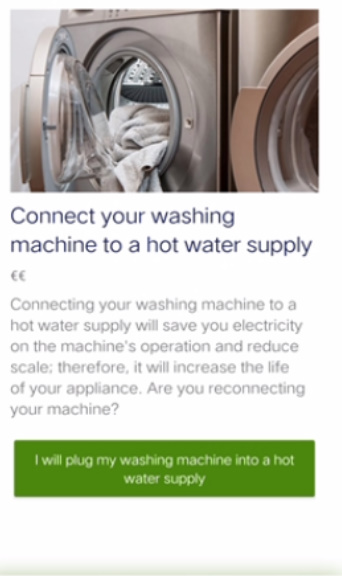 Connect your washing
machine to a hot water supply
€€
Connecting your washing machine to a
hot water supply will save you electricity
on the machine's operation and reduce
scale; therefore, it will increase the life
of your appliance. Are you reconnecting
your machine?
I will plug my washing machine into a hot
water supply